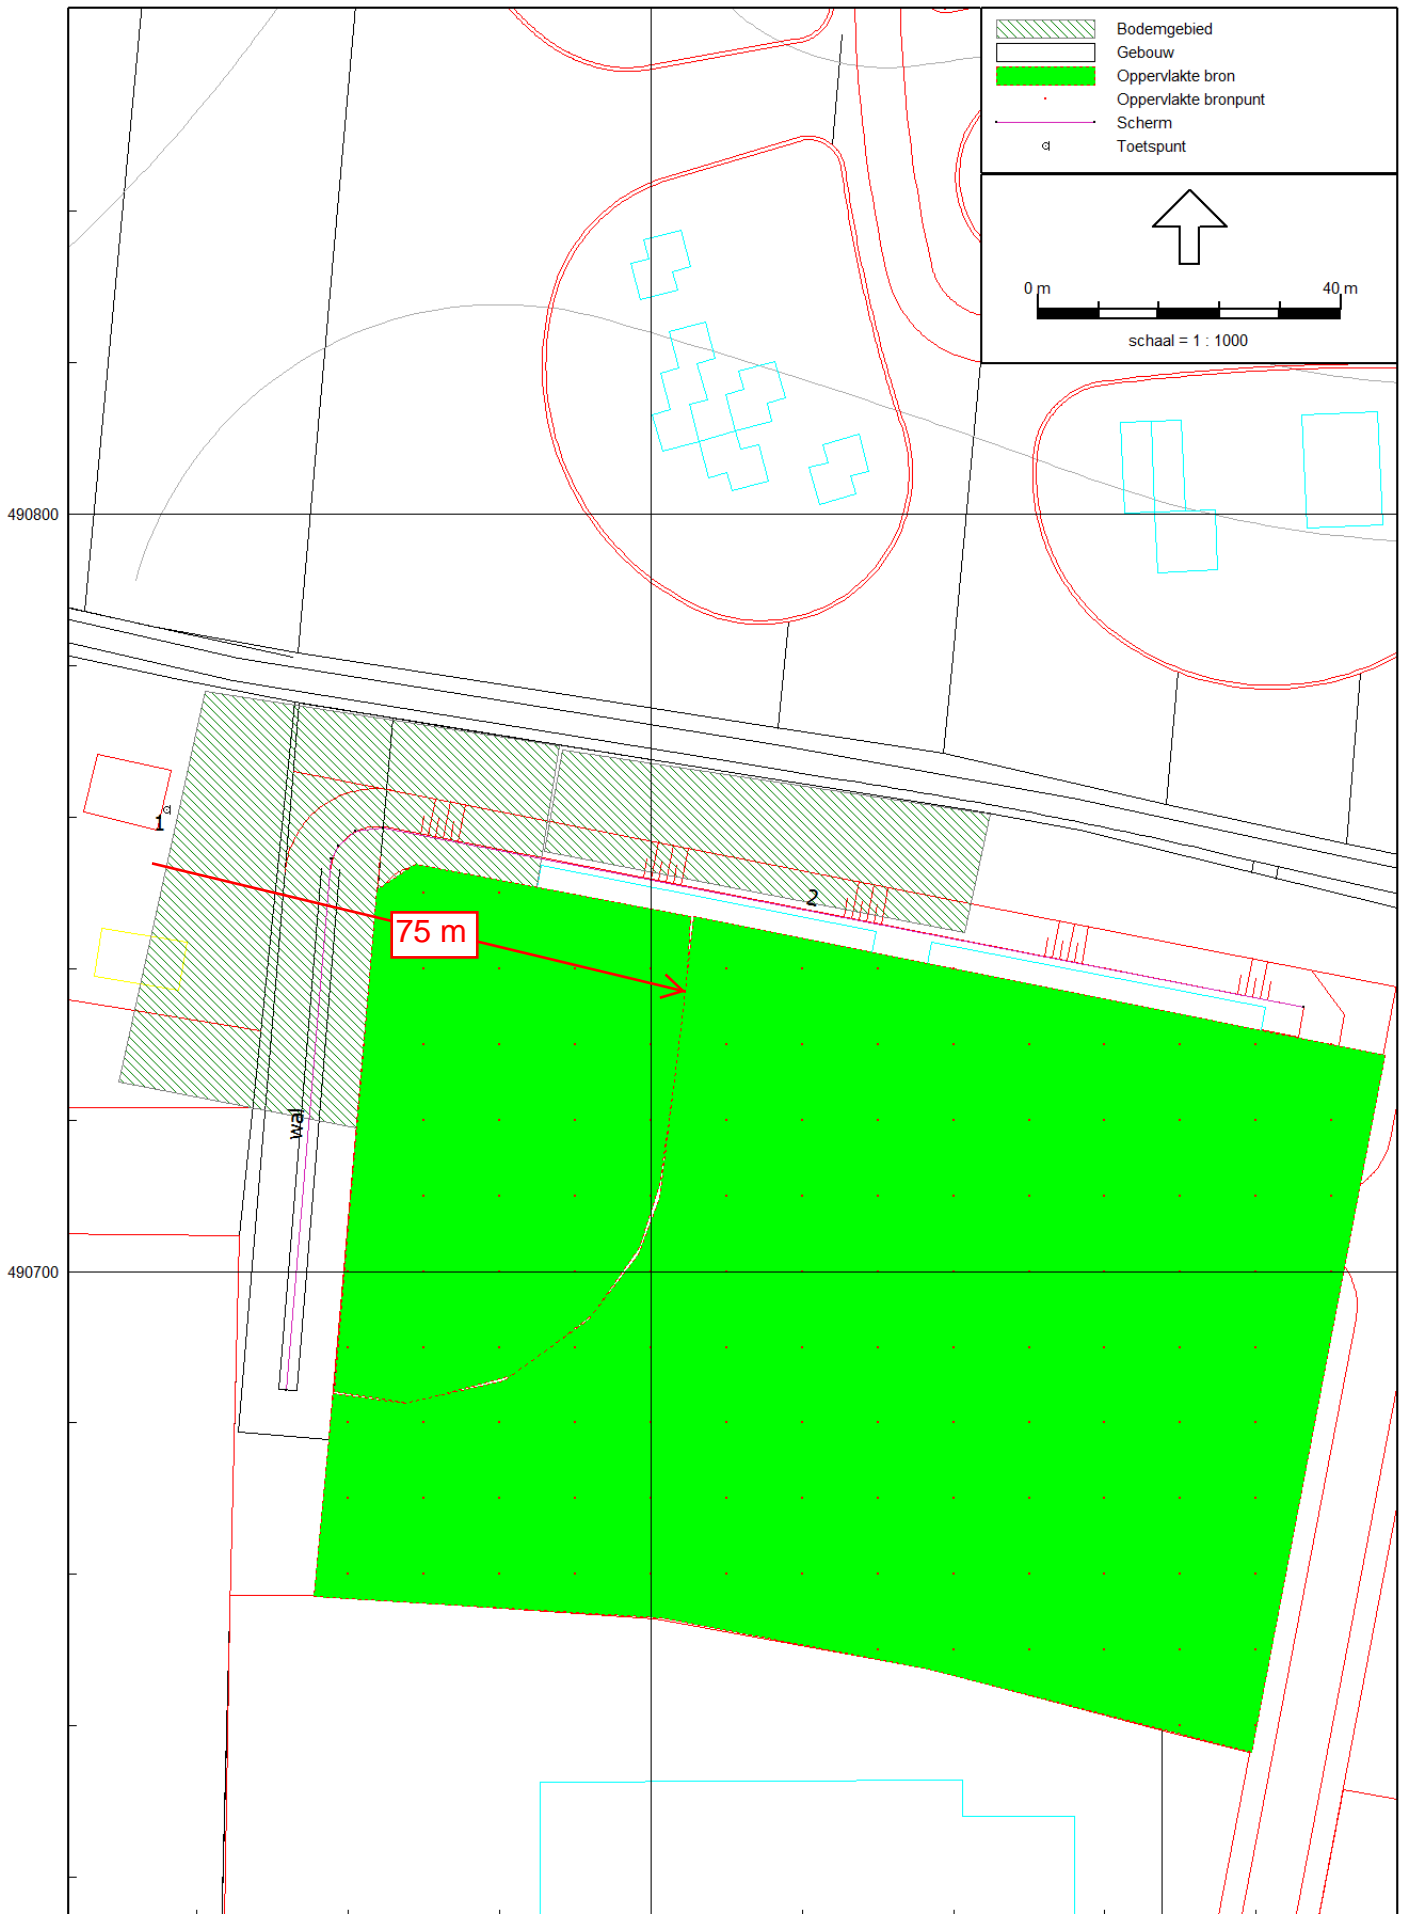 Bodemgebied
Gebouw
Oppervlakte bron
Oppervlakte bronpunt
Scherm
Toetspunt
0 m 40 m
schaal = 1 : 1000
490800
1
2
75 m
wal
490700